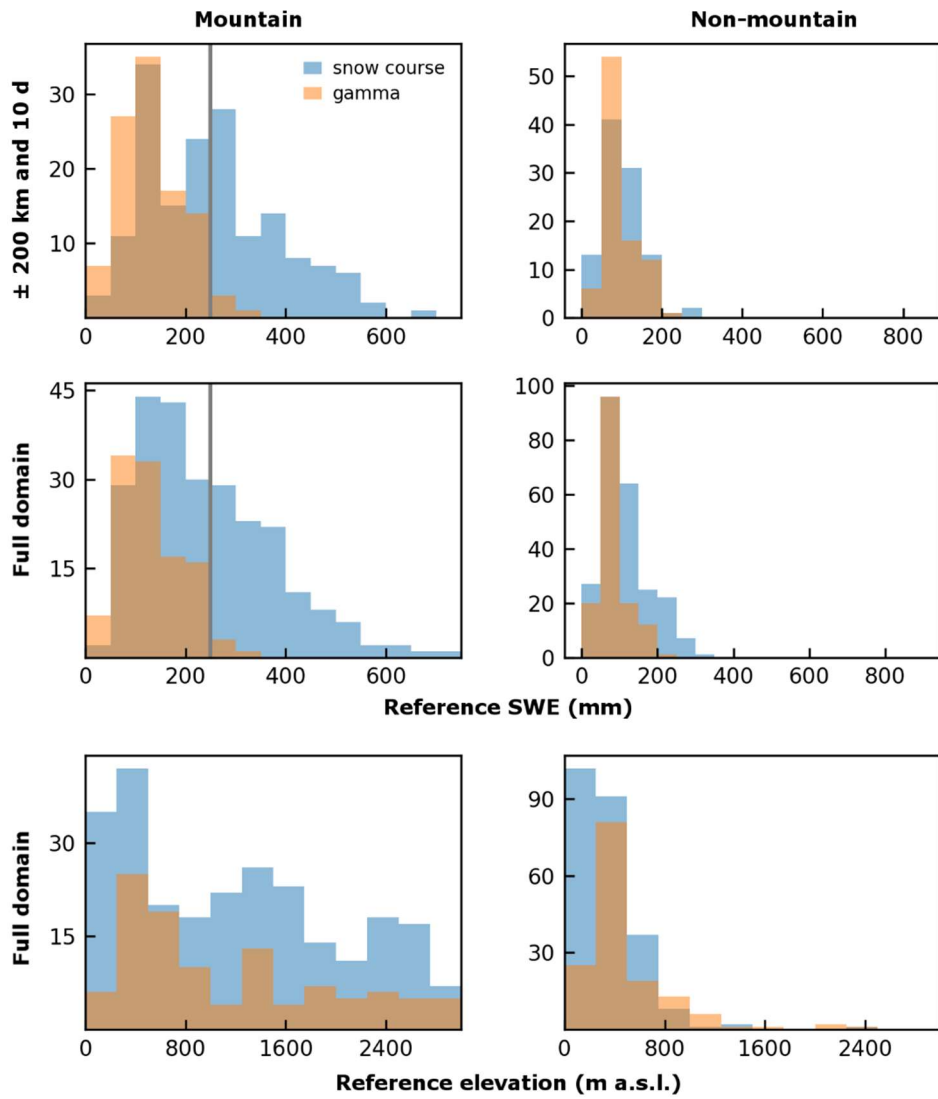 Mountain
Non-mountain
± 200 km and 10 d
snow course
gamma
30
20
10
0 200 400 600
50
40
30
20
10
0
0 200 400 600 800
Full domain
45
30
15
0 200 400 600
100
80
60
40
20
0
0 200 400 600 800
Reference SWE (mm)
Full domain
30
15
0 800 1600 2400
90
60
30
0 800 1600 2400
Reference elevation (m a.s.l.)